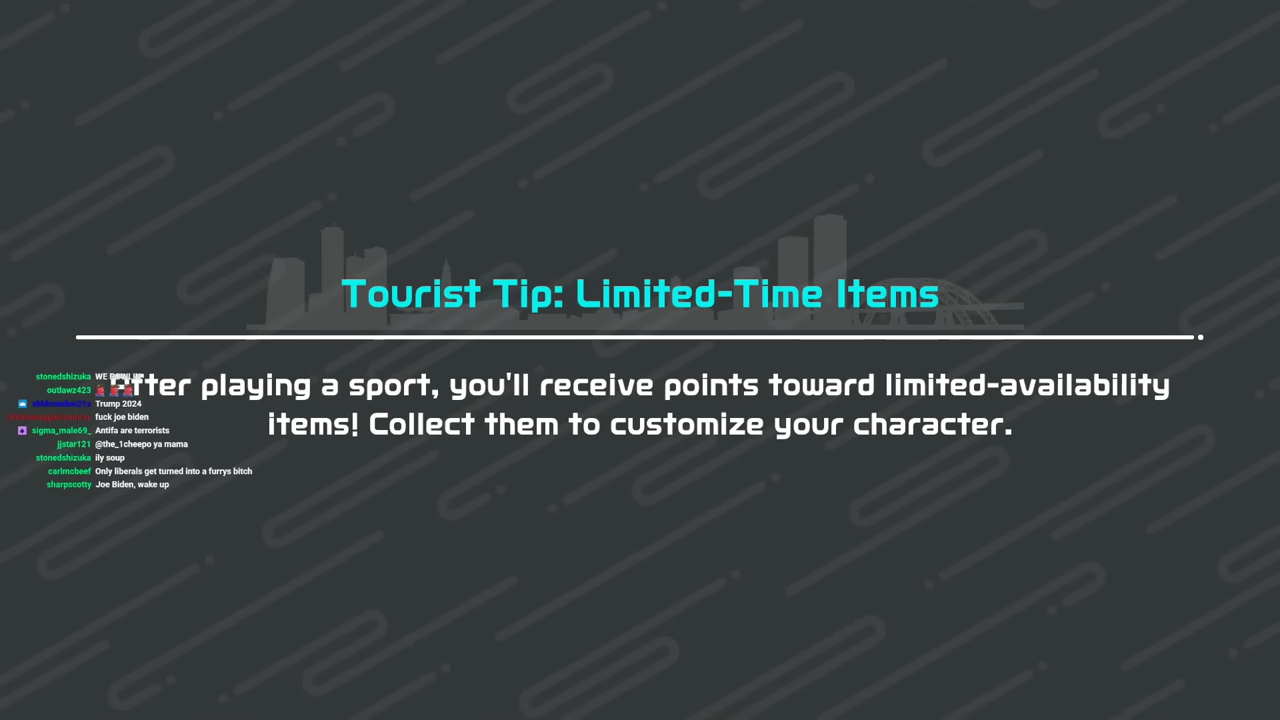 Tourist Tip: Limited-Time Items
After playing a sport, you'll receive points toward limited-availability
items! Collect them to customize your character.
stonedshizuka WE
outlawz423
Trump 2024
fuck joe biden
sigma_male69_ Antifa are terrorists
jjstar121 @the_1cheepo ya mama
stonedshizuka ily soup
carlmcbeef Only liberals get turned into a furrys bitch
sharpscotty Joe Biden, wake up